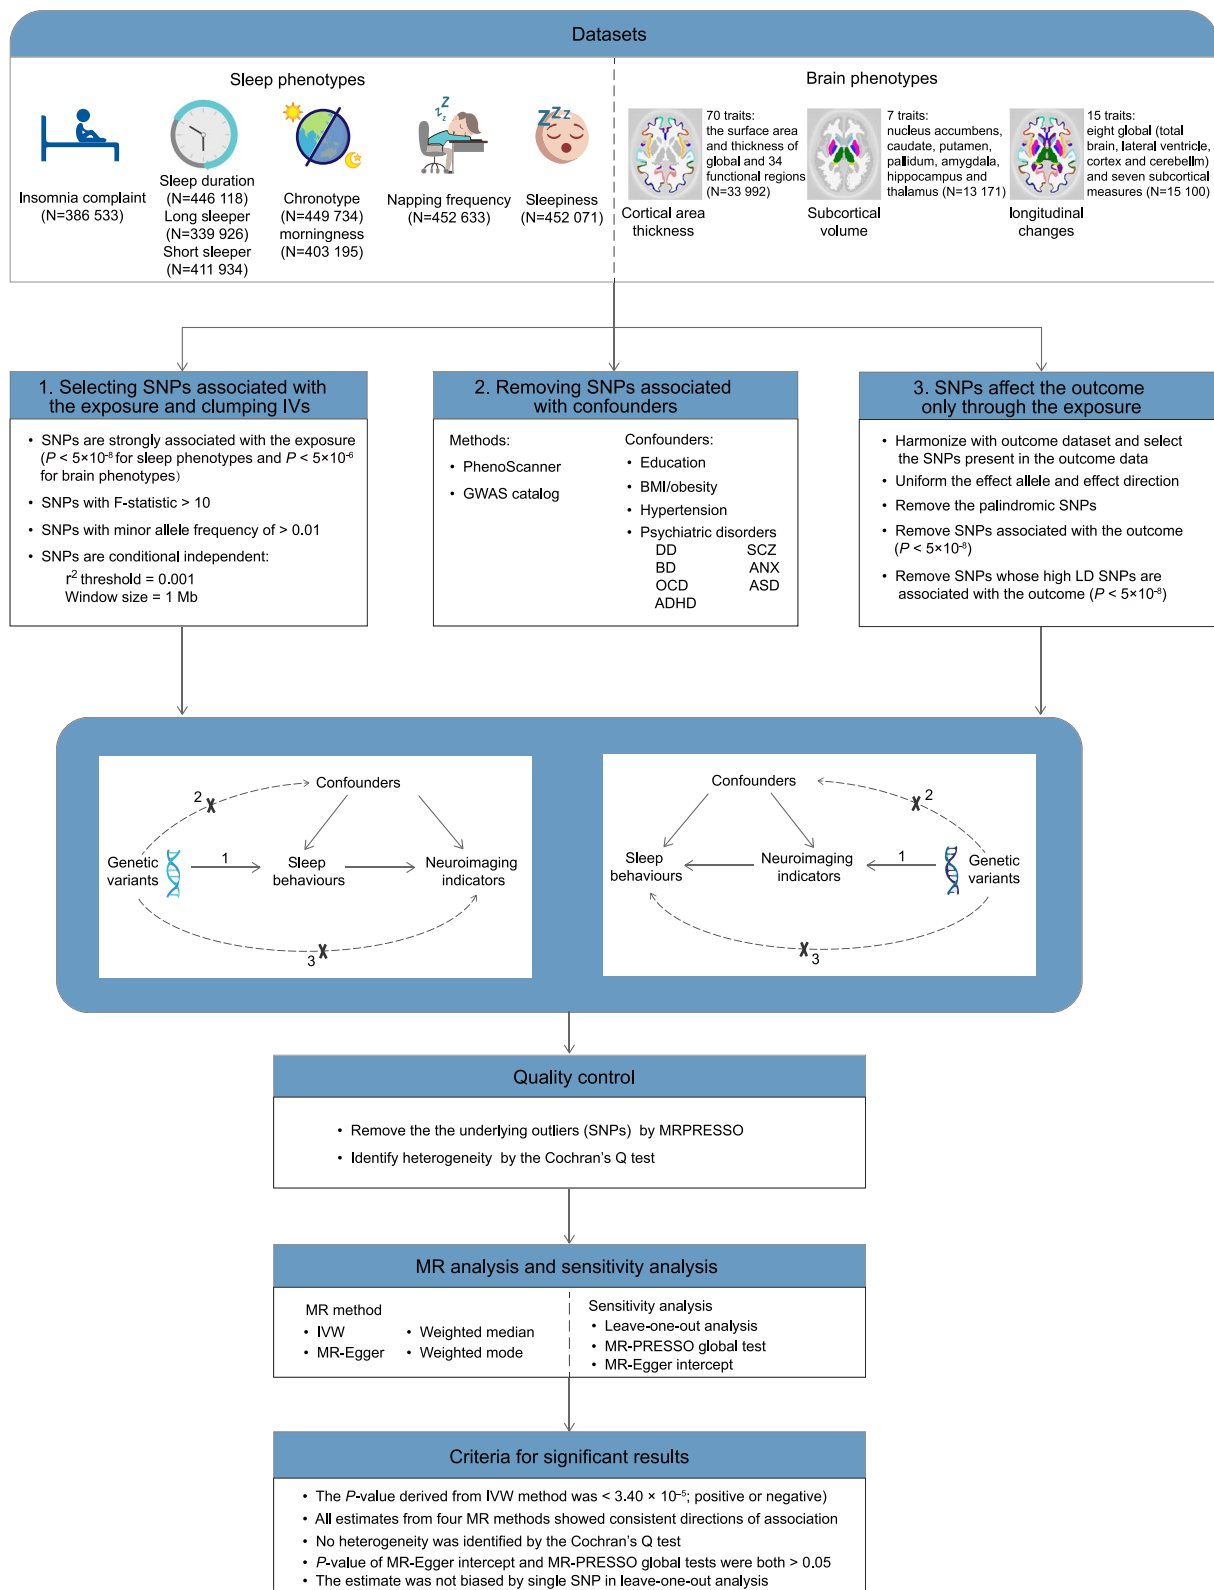 Datasets
Sleep phenotypes
Insomnia complaint
(N=386 533)
Sleep duration
(N=446 118)
Long sleeper
(N=339 926)
Short sleeper
(N=411 934)
Chronotype
(N=449 734)
morningness
(N=403 195)
z z z
Napping frequency
(N=452 633)
z z z
Sleepiness
(N=452 071)
Brain phenotypes
70 traits:
the surface area
and thickness of
global and 34
functional regions
(N=33 992)
Cortical area
thickness
7 traits:
nucleus accumbens,
caudate, putamen,
pallidum, amygdala,
hippocampus and
thalamus (N=13 171)
Subcortical
volume
15 traits:
eight global (total
brain, lateral ventricle,
cortex and cerebellm)
and seven subcortical
measures (N=15 100)
longitudinal
changes
1. Selecting SNPs associated with
the exposure and clumping IVs
• SNPs are strongly associated with the exposure
(P < 5×10⁻⁸ for sleep phenotypes and P < 5×10⁻⁶
for brain phenotypes)
• SNPs with F-statistic > 10
• SNPs with minor allele frequency of > 0.01
• SNPs are conditional independent:
r² threshold = 0.001
Window size = 1 Mb
2. Removing SNPs associated
with confounders
Methods:
• PhenoScanner
• GWAS catalog
Confounders:
• Education
• BMI/obesity
• Hypertension
• Psychiatric disorders
DD SCZ
BD ANX
OCD ASD
ADHD
3. SNPs affect the outcome
only through the exposure
• Harmonize with outcome dataset and select
the SNPs present in the outcome data
• Uniform the effect allele and effect direction
• Remove the palindromic SNPs
• Remove SNPs associated with the outcome
(P < 5×10⁻⁸)
• Remove SNPs whose high LD SNPs are
associated with the outcome (P < 5×10⁻⁸)
Confounders
2
Genetic
variants
1
Sleep
behaviours
Neuroimaging
indicators
3
Confounders
2
Sleep
behaviours
Neuroimaging
indicators
1
Genetic
variants
3
Quality control
• Remove the the underlying outliers (SNPs) by MRPRESSO
• Identify heterogeneity by the Cochran's Q test
MR analysis and sensitivity analysis
MR method
• IVW • Weighted median
• MR-Egger • Weighted mode
Sensitivity analysis
• Leave-one-out analysis
• MR-PRESSO global test
• MR-Egger intercept
Criteria for significant results
• The P-value derived from IVW method was < 3.40 × 10⁻⁵; positive or negative)
• All estimates from four MR methods showed consistent directions of association
• No heterogeneity was identified by the Cochran's Q test
• P-value of MR-Egger intercept and MR-PRESSO global tests were both > 0.05
• The estimate was not biased by single SNP in leave-one-out analysis